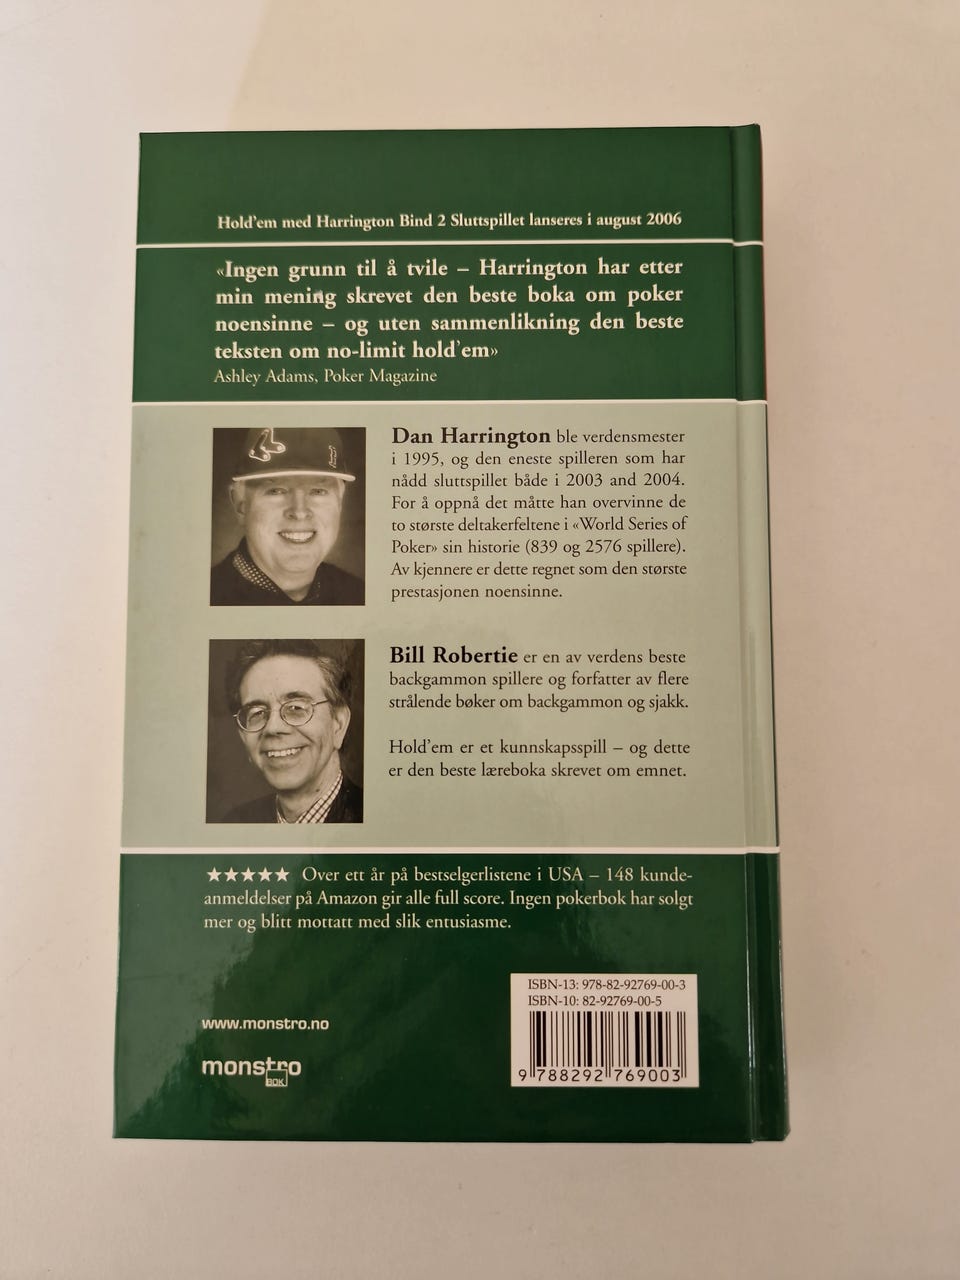 Hold'em med Harrington Bind 2 Sluttspillet lanseres i august 2006
«Ingen grunn til å tvile – Harrington har etter
min mening skrevet den beste boka om poker
noensinne – og uten sammenlikning den beste
teksten om no-limit hold'em»
Ashley Adams, Poker Magazine
Dan Harrington ble verdensmester
i 1995, og den eneste spilleren som har
nådd sluttspillet både i 2003 and 2004.
For å oppnå det måtte han overvinne de
to største deltakerfeltene i «World Series of
Poker» sin historie (839 og 2576 spillere).
Av kjennere er dette regnet som den største
prestasjonen noensinne.
Bill Robertie er en av verdens beste
backgammon spillere og forfatter av flere
strålende bøker om backgammon og sjakk.
Hold'em er et kunnskapsspill – og dette
er den beste læreboka skrevet om emnet.
★★★★★ Over ett år på bestselgerlistene i USA – 148 kunde-
anmeldelser på Amazon gir alle full score. Ingen pokerbok har solgt
mer og blitt mottatt med slik entusiasme.
ISBN-13: 978-82-92769-00-3
ISBN-10: 82-92769-00-5
9 788292 769003
www.monstro.no
monstro
BOK